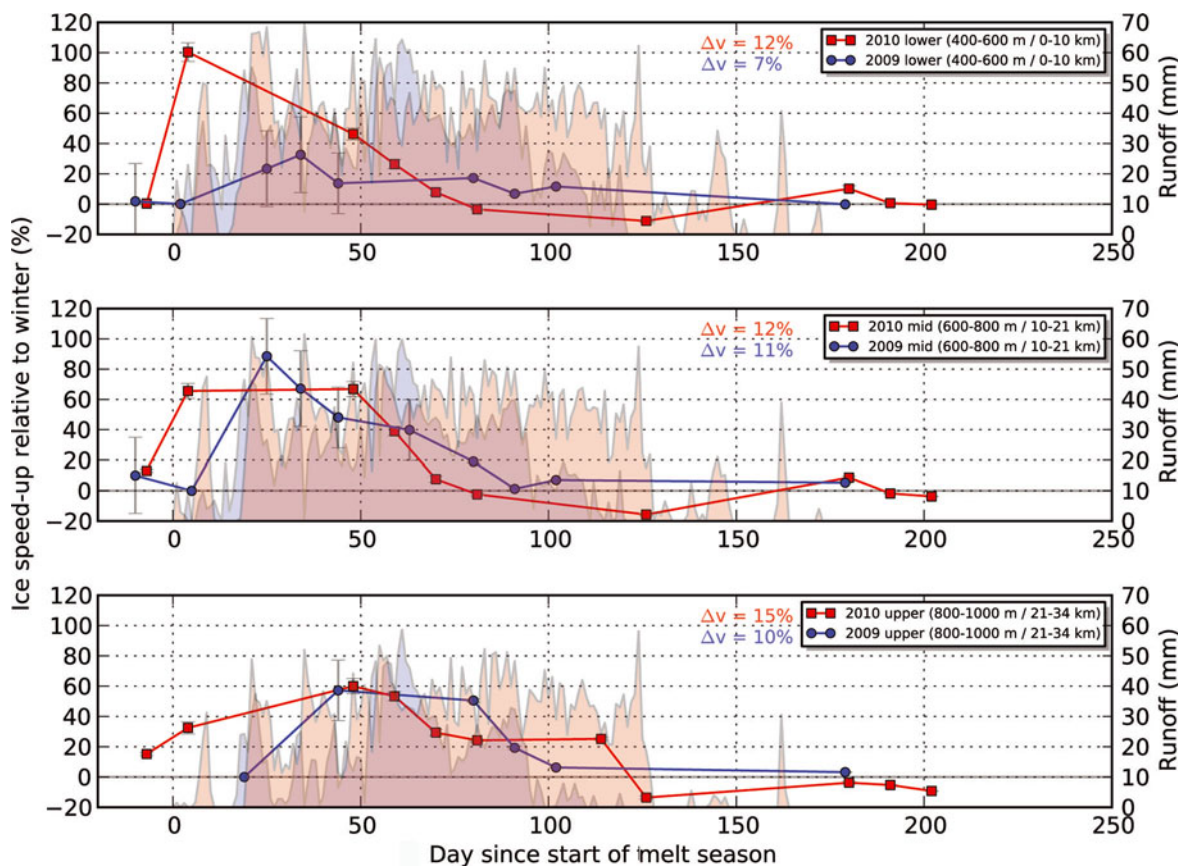 120
100
80
60
40
20
0
−20
Δv = 12%
Δv = 7%
2010 lower (400-600 m / 0-10 km)
2009 lower (400-600 m / 0-10 km)
70
60
50
40
30
20
10
0
Runoff (mm)
0 50 100 150 200 250
Ice speed-up relative to winter (%)
120
100
80
60
40
20
0
−20
Δv = 12%
Δv = 11%
2010 mid (600-800 m / 10-21 km)
2009 mid (600-800 m / 10-21 km)
70
60
50
40
30
20
10
0
Runoff (mm)
0 50 100 150 200 250
120
100
80
60
40
20
0
−20
Δv = 15%
Δv = 10%
2010 upper (800-1000 m / 21-34 km)
2009 upper (800-1000 m / 21-34 km)
70
60
50
40
30
20
10
0
Runoff (mm)
0 50 100 150 200 250
Day since start of melt season